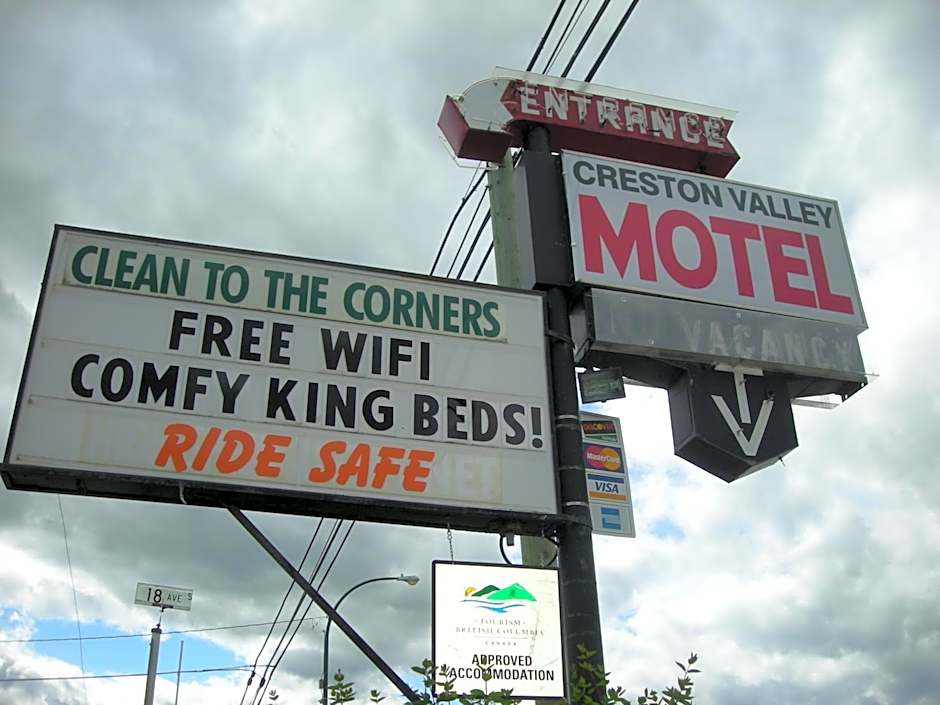 ENTRANCE
CRESTON VALLEY
MOTEL
VACANCY
CLEAN TO THE CORNERS
FREE WIFI
COMFY KING BEDS!
RIDE SAFE
DISCOVER
MasterCard
VISA
18 AVE S
TOURISM
BRITISH COLUMBIA
CANADA
APPROVED
ACCOMMODATION